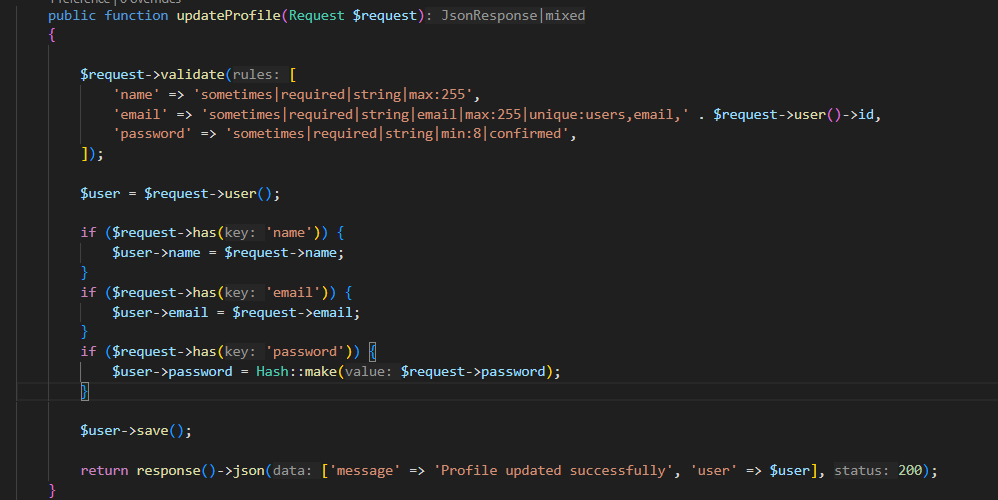 Preference | 0 overrides
public function updateProfile(Request $request): JsonResponse|mixed
{
$request->validate(rules: [
'name' => 'sometimes|required|string|max:255',
'email' => 'sometimes|required|string|email|max:255|unique:users,email,' . $request->user()->id,
'password' => 'sometimes|required|string|min:8|confirmed',
]);
$user = $request->user();
if ($request->has(key: 'name')) {
$user->name = $request->name;
}
if ($request->has(key: 'email')) {
$user->email = $request->email;
}
if ($request->has(key: 'password')) {
$user->password = Hash::make(value: $request->password);
}
$user->save();
return response()->json(data: ['message' => 'Profile updated successfully', 'user' => $user], status: 200);
}